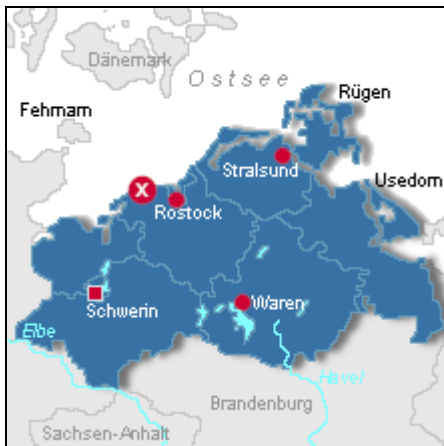 Dänemark
Ostsee
Rügen
Fehmarn
Stralsund
Usedom
X
Rostock
Schwerin
Waren
Elbe
Havel
Brandenburg
Sachsen-Anhalt